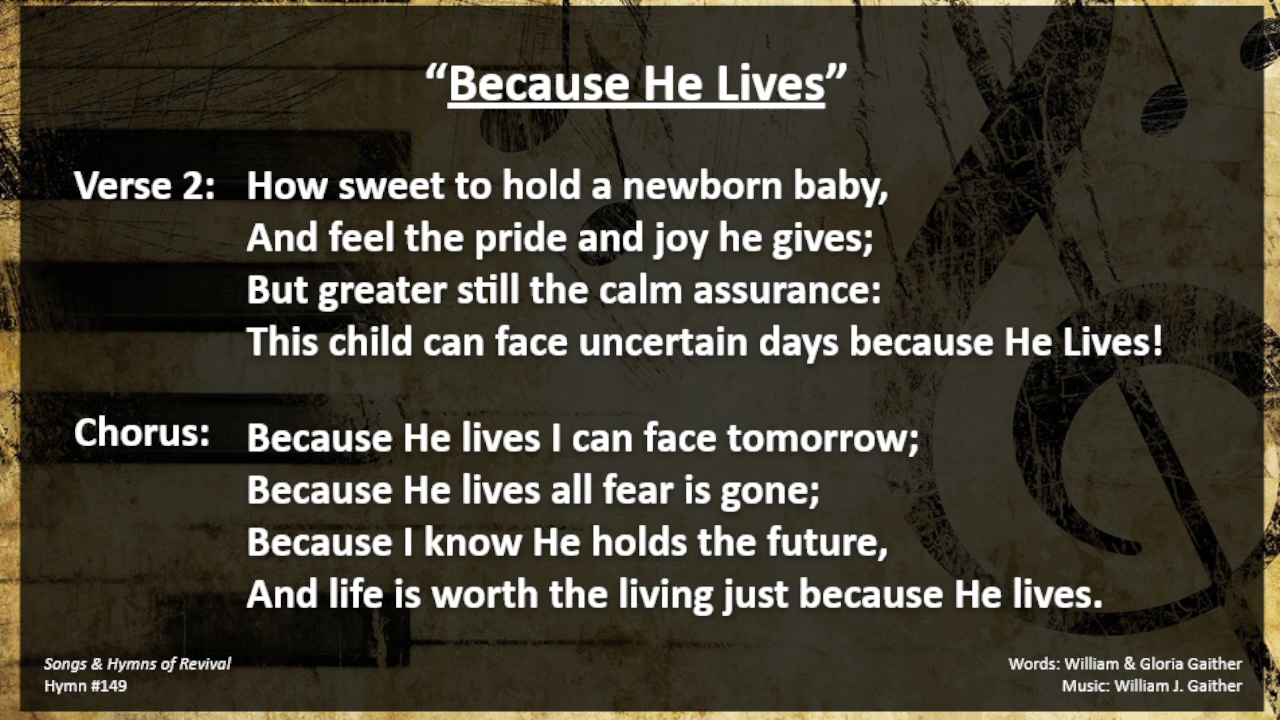 “Because He Lives”
Verse 2: How sweet to hold a newborn baby,
And feel the pride and joy he gives;
But greater still the calm assurance:
This child can face uncertain days because He Lives!
Chorus: Because He lives I can face tomorrow;
Because He lives all fear is gone;
Because I know He holds the future,
And life is worth the living just because He lives.
Songs & Hymns of Revival
Hymn #149
Words: William & Gloria Gaither
Music: William J. Gaither